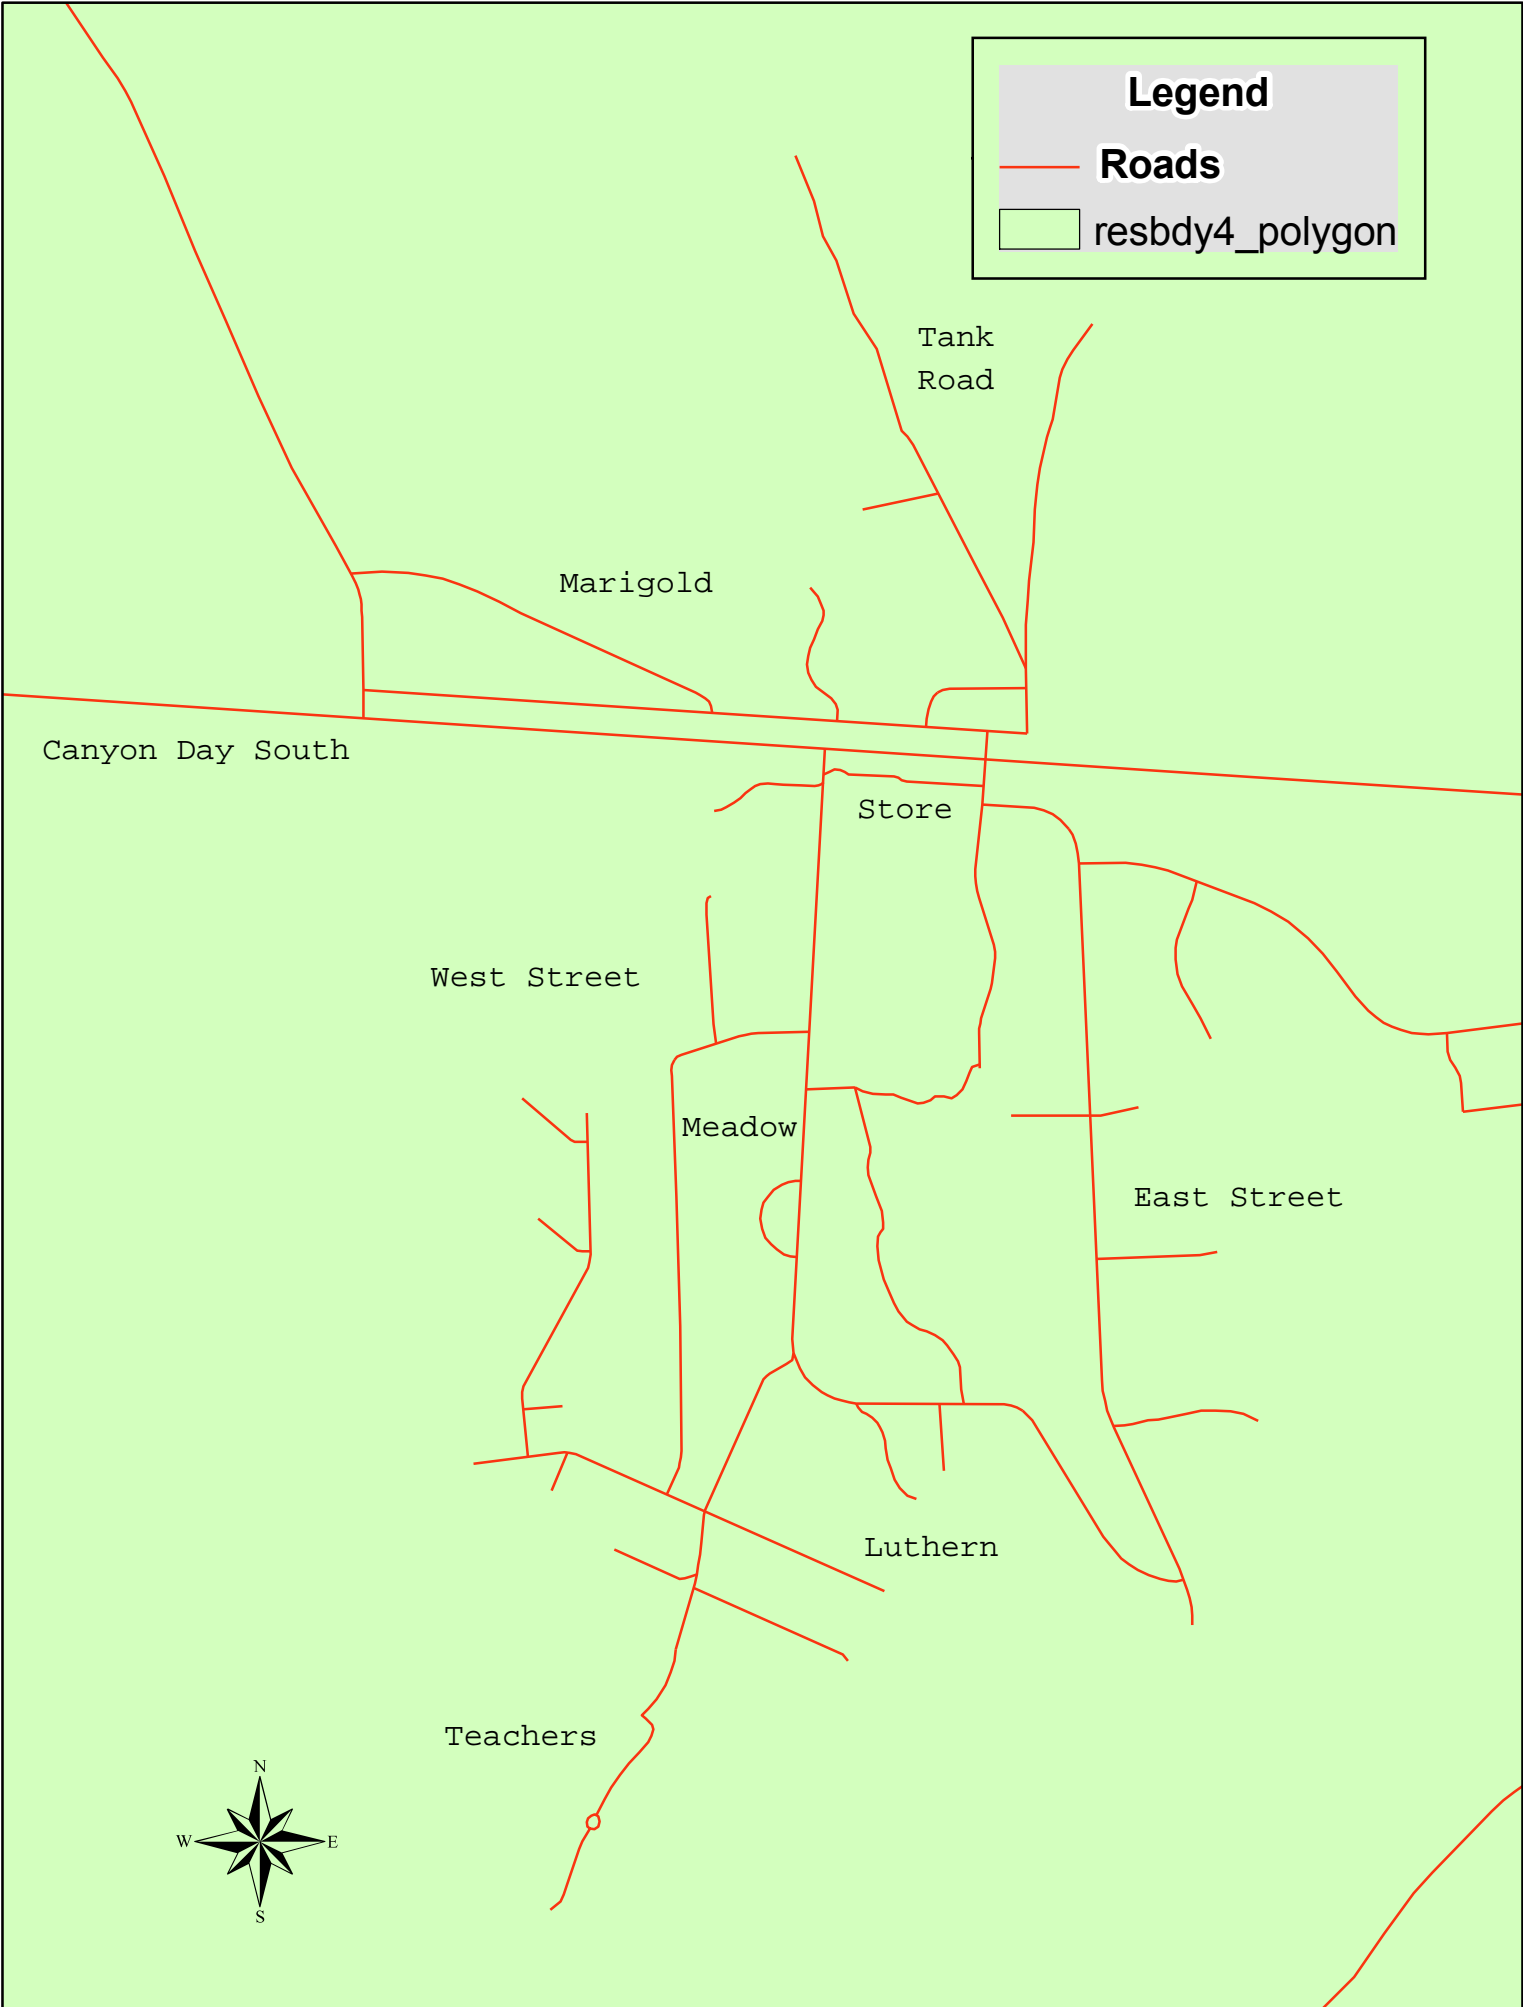 Legend
Roads
resbdy4_polygon
Tank
Road
Marigold
Canyon Day South
Store
West Street
Meadow
East Street
Luthern
Teachers
N
W
E
S